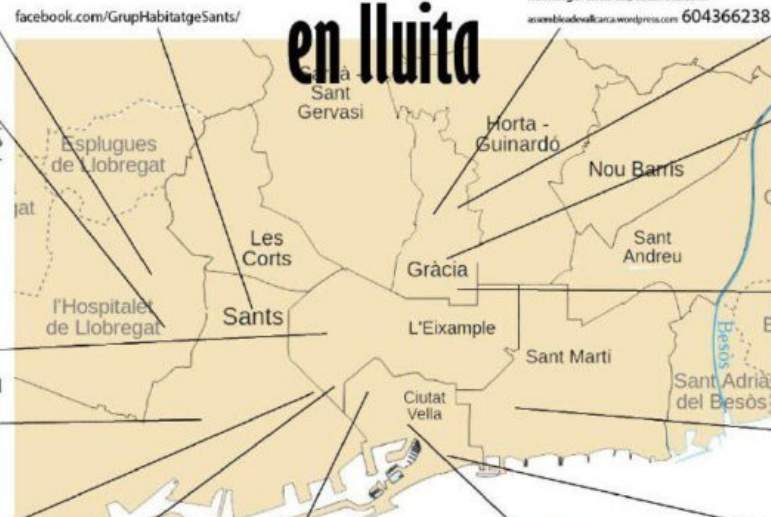 facebook.com/GrupHabitatgeSants/
assembleadevallcarca.wordpress.com 604366238
en lluita
Sant
Gervasi
Horta -
Guinardó
Esplugues
de Llobregat
Nou Barris
gat
Les
Corts
Sant
Andreu
Gràcia
l'Hospitalet
de Llobregat
Sants
L'Eixample
Besòs
Sant Martí
Sant Adrià
del Besòs
Ciutat
Vella